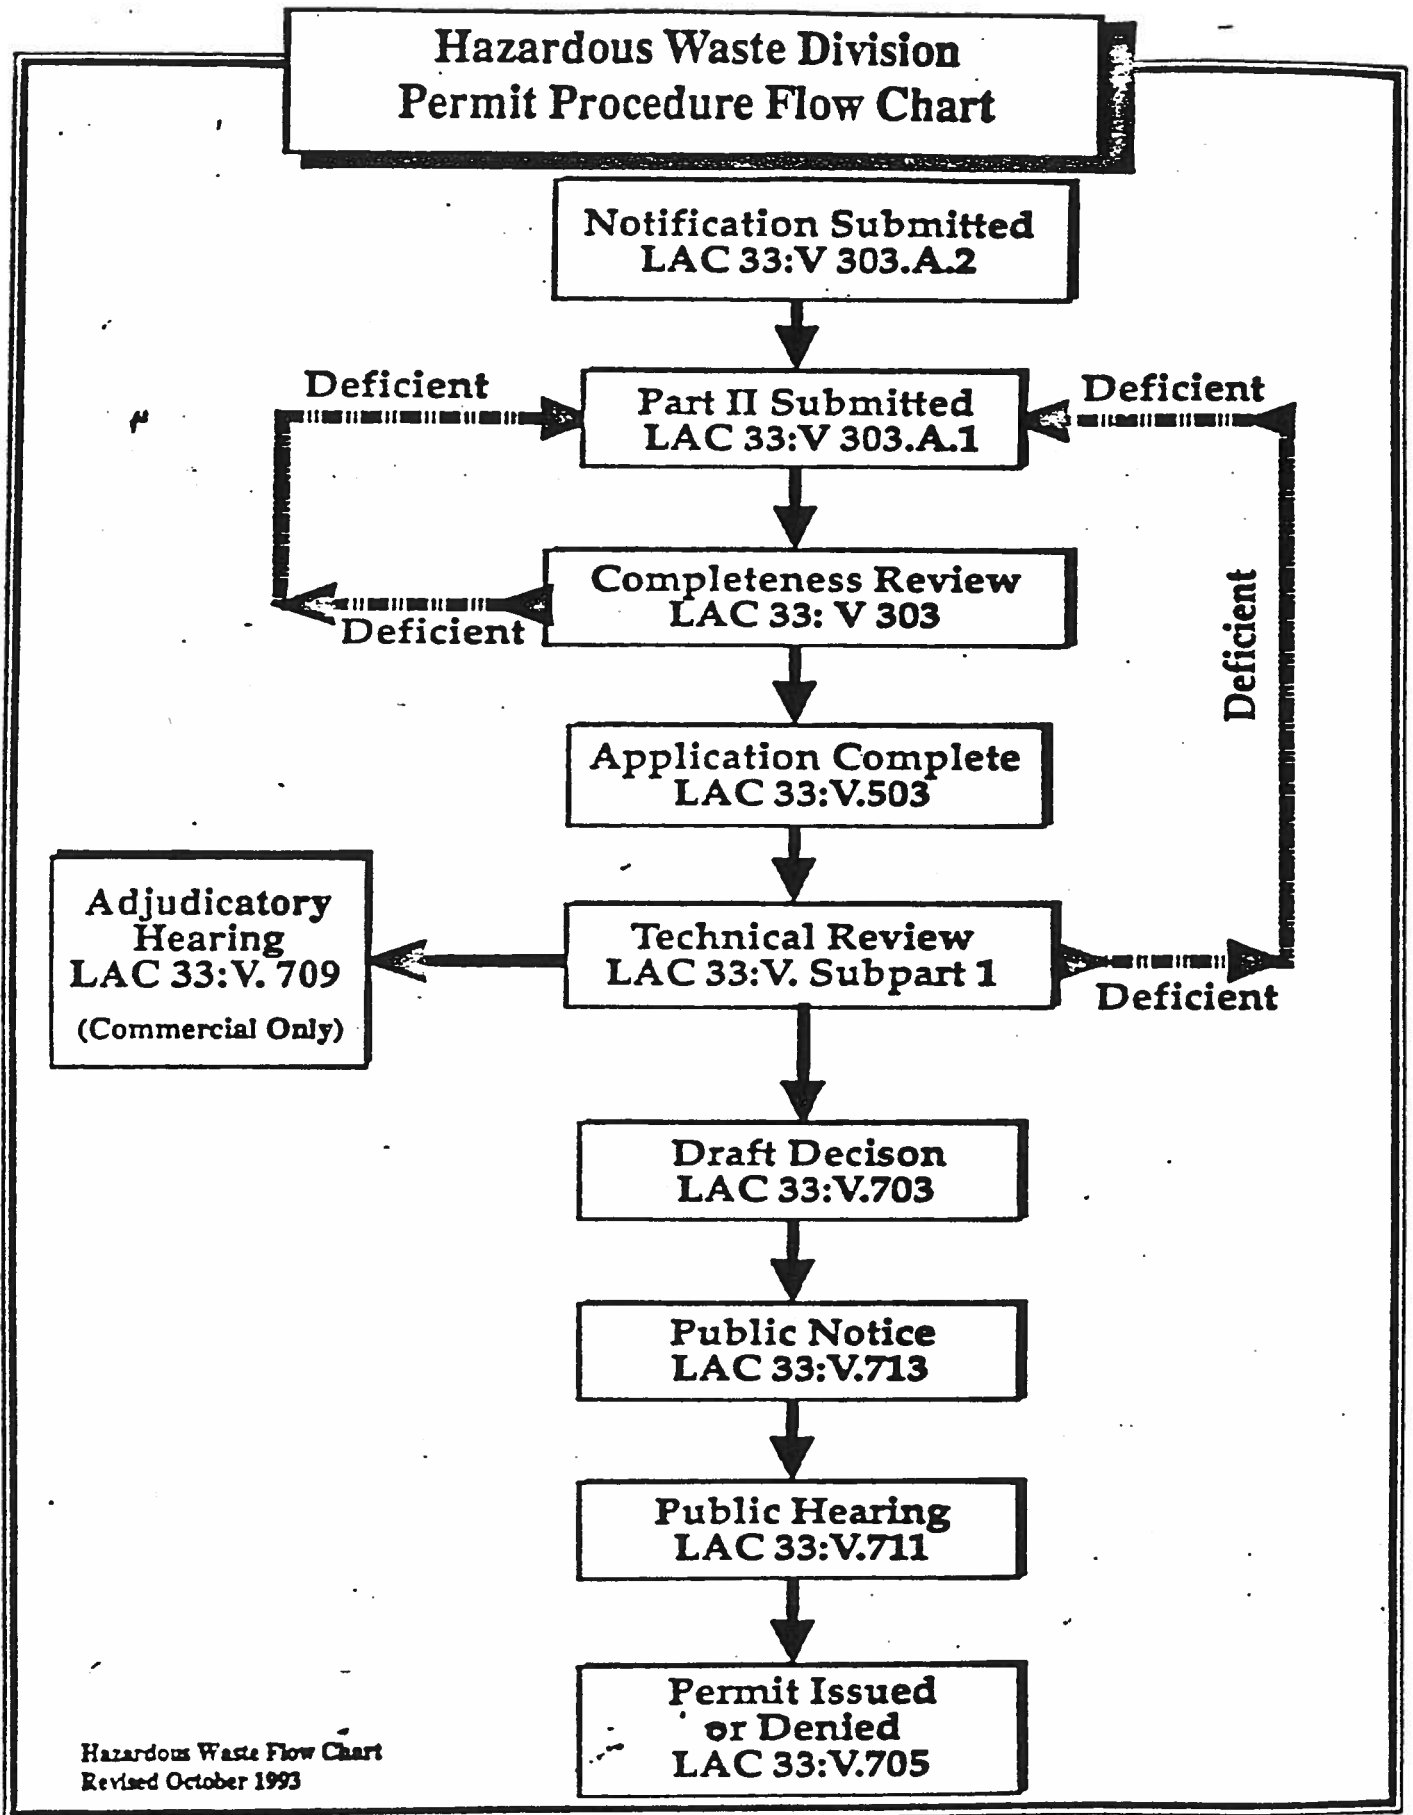 Hazardous Waste Division
Permit Procedure Flow Chart
Notification Submitted
LAC 33:V 303.A.2
Deficient
Part II Submitted
LAC 33:V 303.A.1
Deficient
Completeness Review
LAC 33: V 303
Deficient
Deficient
Application Complete
LAC 33:V.503
Adjudicatory
Hearing
LAC 33:V. 709
(Commercial Only)
Technical Review
LAC 33:V. Subpart 1
Deficient
Draft Decison
LAC 33:V.703
Public Notice
LAC 33:V.713
Public Hearing
LAC 33:V.711
Permit Issued
or Denied
LAC 33:V.705
Hazardous Waste Flow Chart
Revised October 1993